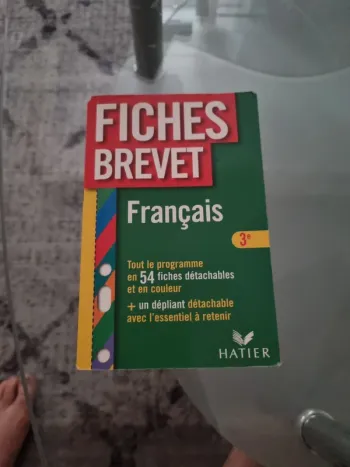 FICHES
BREVET
Français
3e
Tout le programme
en 54 fiches détachables
et en couleur
+ un dépliant détachable
avec l'essentiel à retenir
HATIER